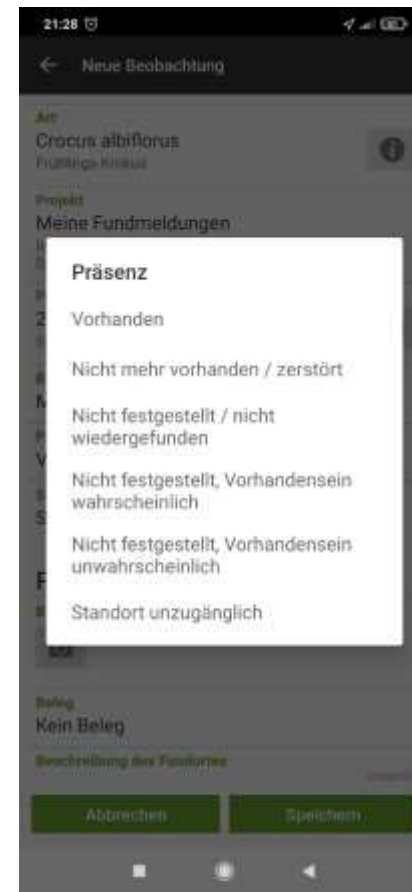 21:28
Neue Beobachtung
Art
Crocus albiflorus
Frühlings-Krokus
Projekt
Meine Fundmeldungen
Präsenz
Vorhanden
Nicht mehr vorhanden / zerstört
Nicht festgestellt / nicht
wiedergefunden
Nicht festgestellt, Vorhandensein
wahrscheinlich
Nicht festgestellt, Vorhandensein
unwahrscheinlich
Standort unzugänglich
Beleg
Kein Beleg
Beschreibung des Fundortes
Abbrechen
Speichern